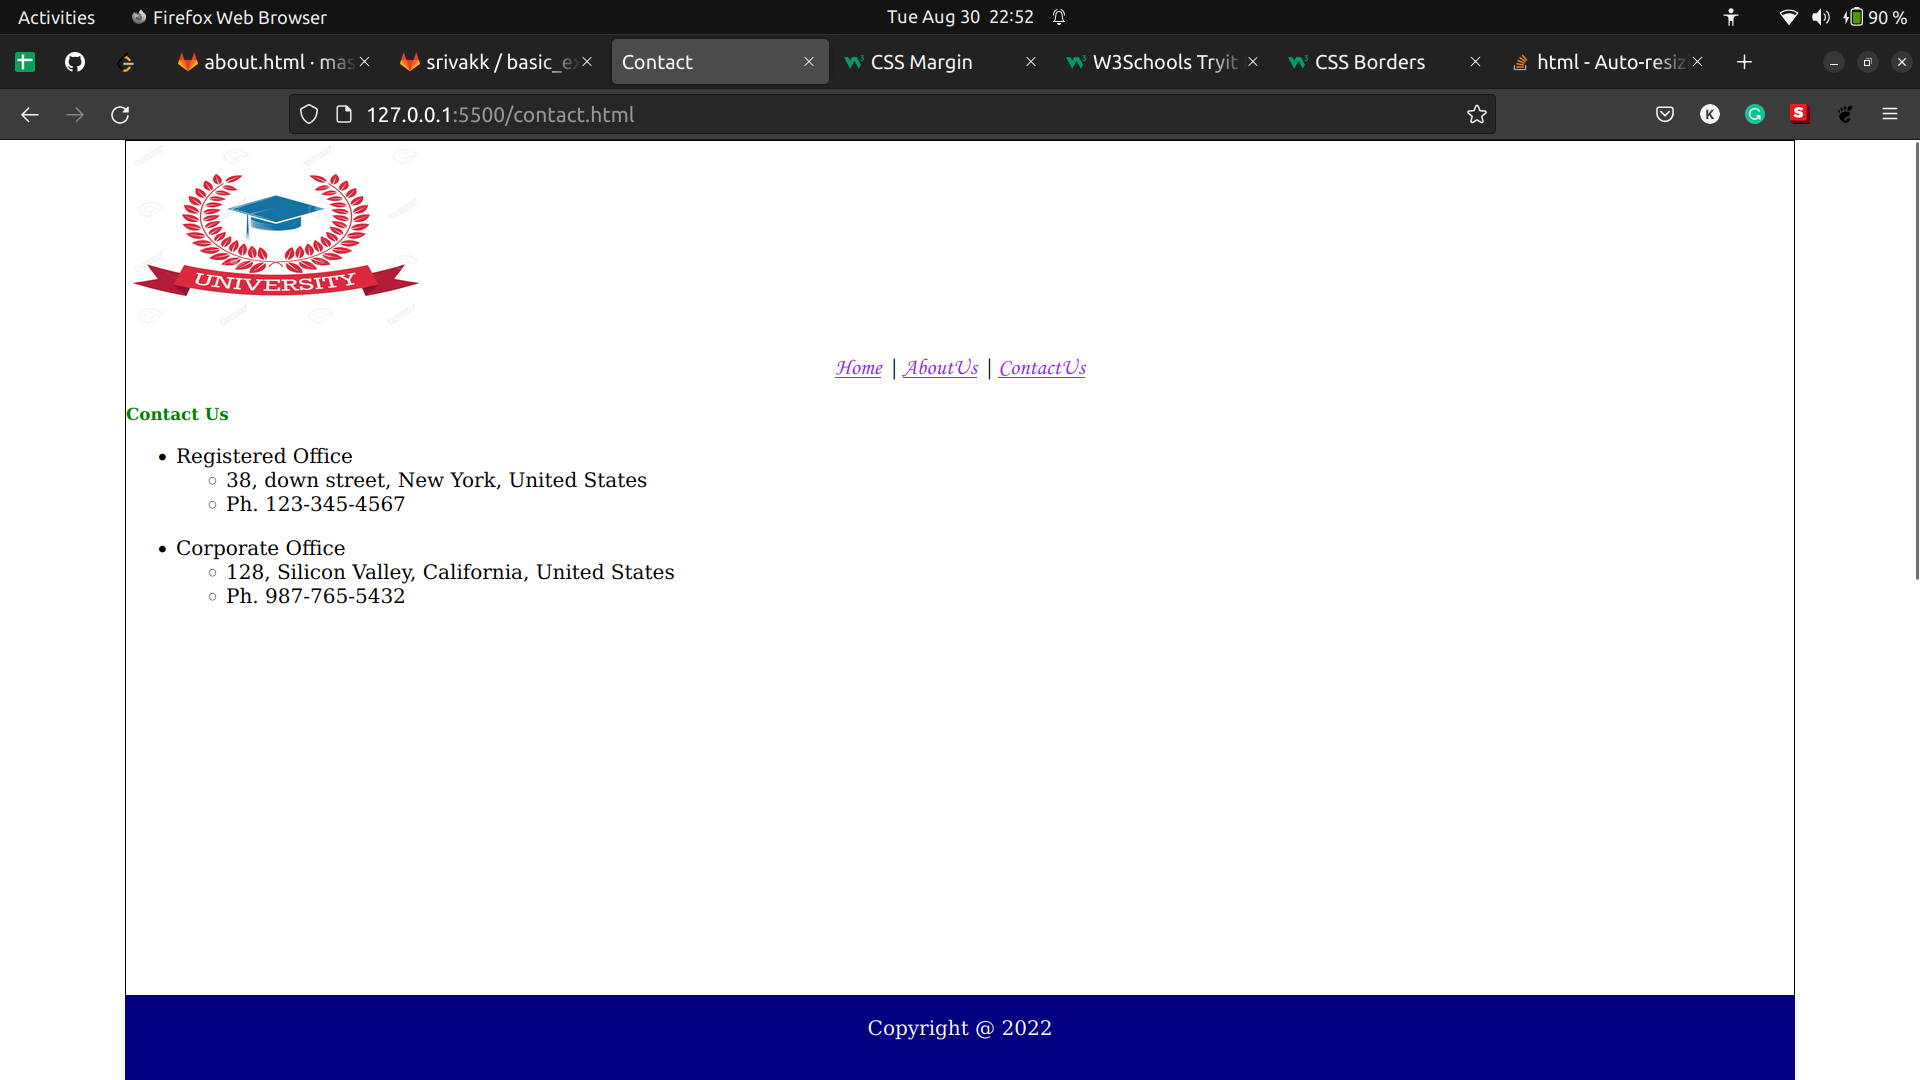 Activities
Firefox Web Browser
Tue Aug 30 22:52
90 %
about.html · mas
srivakk / basic_e
Contact
CSS Margin
W3Schools Tryit
CSS Borders
html - Auto-resiz
127.0.0.1:5500/contact.html
UNIVERSITY
Home | AboutUs | ContactUs
Contact Us
Registered Office
38, down street, New York, United States
Ph. 123-345-4567
Corporate Office
128, Silicon Valley, California, United States
Ph. 987-765-5432
Copyright @ 2022